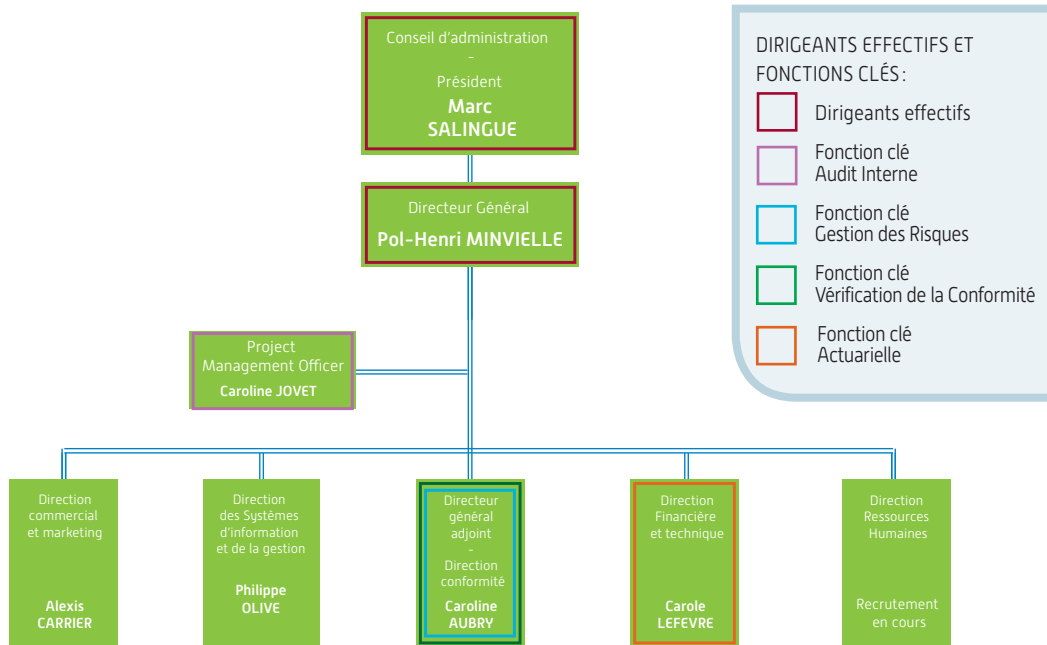 Conseil d'administration
–
Président
Marc
SALINGUE
Directeur Général
Pol-Henri MINVIELLE
Project
Management Officer
Caroline JOVET
Direction
commercial
et marketing
Alexis
CARRIER
Direction
des Systèmes
d'information
et de la gestion
Philippe
OLIVE
Directeur
général
adjoint
–
Direction
conformité
Caroline
AUBRY
Direction
Financière
et technique
Carole
LEFEVRE
Direction
Ressources
Humaines
Recrutement
en cours
DIRIGEANTS EFFECTIFS ET
FONCTIONS CLÉS :
Dirigeants effectifs
Fonction clé
Audit Interne
Fonction clé
Gestion des Risques
Fonction clé
Vérification de la Conformité
Fonction clé
Actuarielle